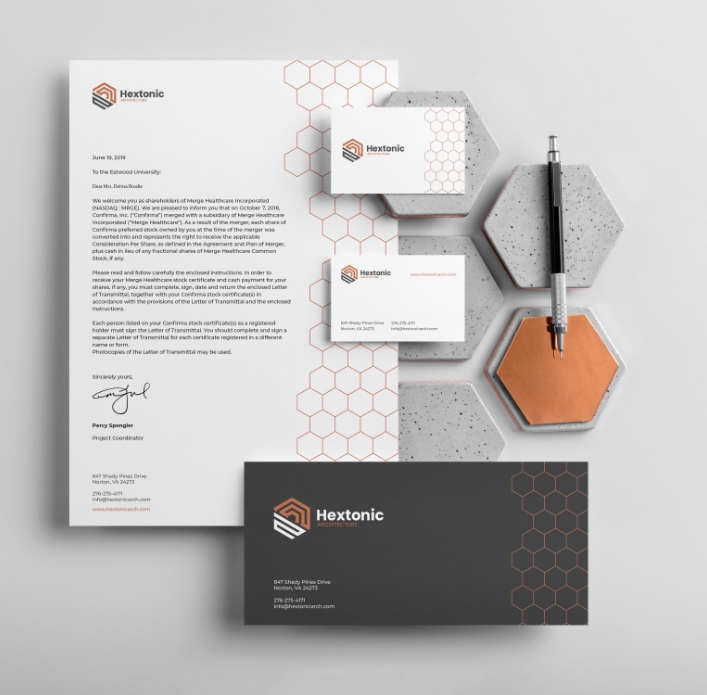 Hextonic
ARCHITECTURE
June 19, 2019
To the Eastwood University:
Dear Mrs. Delma Brodie
We welcome you as shareholders of Merge Healthcare Incorporated
(NASDAQ : MRGE). We are pleased to inform you that on October 7, 2018,
Confirma, Inc. ("Confirma") merged with a subsidiary of Merge Healthcare
Incorporated ("Merge Healthcare"). As a result of the merger, each share of
Confirma preferred stock owned by you at the time of the merger was
converted into and represents the right to receive the applicable
Consideration Per Share, as defined in the Agreement and Plan of Merger,
plus cash in lieu of any fractional shares of Merge Healthcare Common
Stock, if any.
Please read and follow carefully the enclosed instructions. In order to
receive your Merge Healthcare stock certificate and cash payment for your
shares, if any, you must complete, sign, date and return the enclosed Letter
of Transmittal, together with your Confirma stock certificate(s) in
accordance with the provisions of the Letter of Transmittal and the enclosed
instructions.
Each person listed on your Confirma stock certificate(s) as a registered
holder must sign the Letter of Transmittal. You should complete and sign a
separate Letter of Transmittal for each certificate registered in a different
name or form.
Photocopies of the Letter of Transmittal may be used.
Sincerely yours,
Percy Spengler
Project Coordinator
847 Shady Pines Drive
Norton, VA 24273
276-275-4171
info@hextonicarch.com
www.hextonicarch.com
Hextonic
ARCHITECTURE
Hextonic
ARCHITECTURE
www.hextonicarch.com
847 Shady Pines Drive 276-275-4171
Norton, VA 24273 info@hextonicarch.com
Hextonic
ARCHITECTURE
847 Shady Pines Drive
Norton, VA 24273
276-275-4171
info@hextonicarch.com